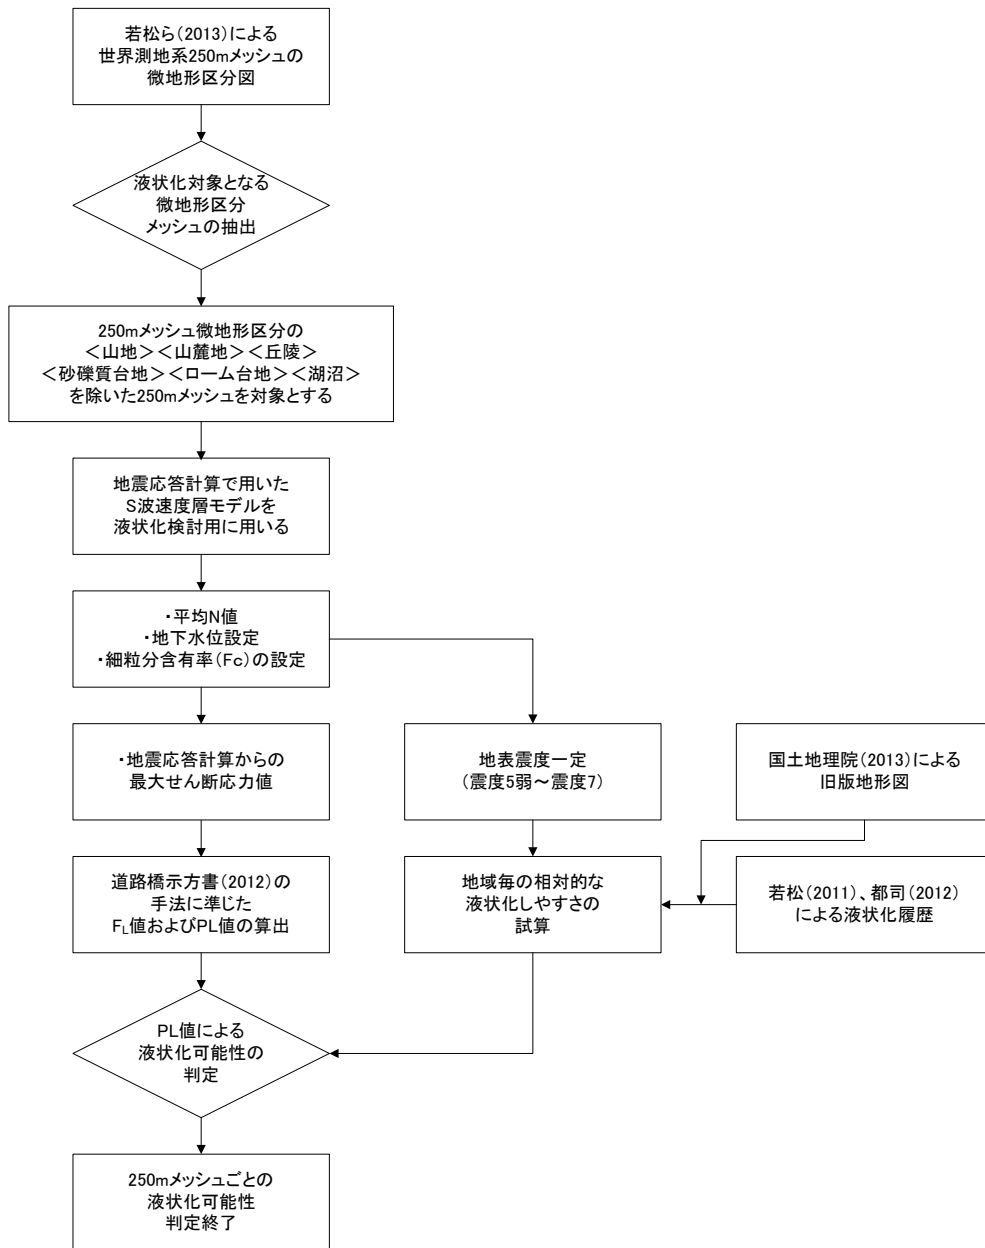 若松ら(2013)による
世界測地系250mメッシュの
微地形区分図
液状化対象となる
微地形区分
メッシュの抽出
250mメッシュ微地形区分の
＜山地＞＜山麓地＞＜丘陵＞
＜砂礫質台地＞＜ローム台地＞＜湖沼＞
を除いた250mメッシュを対象とする
地震応答計算で用いた
S波速度層モデルを
液状化検討用に用いる
・平均N値
・地下水位設定
・細粒分含有率(Fc)の設定
・地震応答計算からの
最大せん断応力値
地表震度一定
(震度5弱～震度7)
国土地理院(2013)による
旧版地形図
道路橋示方書(2012)の
手法に準じた
FL値およびPL値の算出
地域毎の相対的な
液状化しやすさの
試算
若松(2011)、都司(2012)
による液状化履歴
PL値による
液状化可能性の
判定
250mメッシュごとの
液状化可能性
判定終了